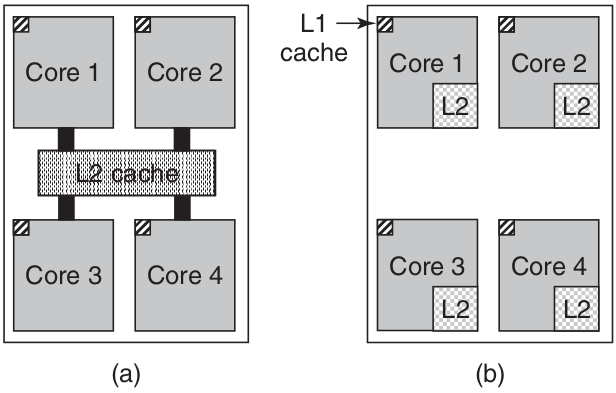 L1
cache
Core 1
Core 2
L2 cache
Core 3
Core 4
(a)
Core 1
L2
Core 2
L2
Core 3
L2
Core 4
L2
(b)